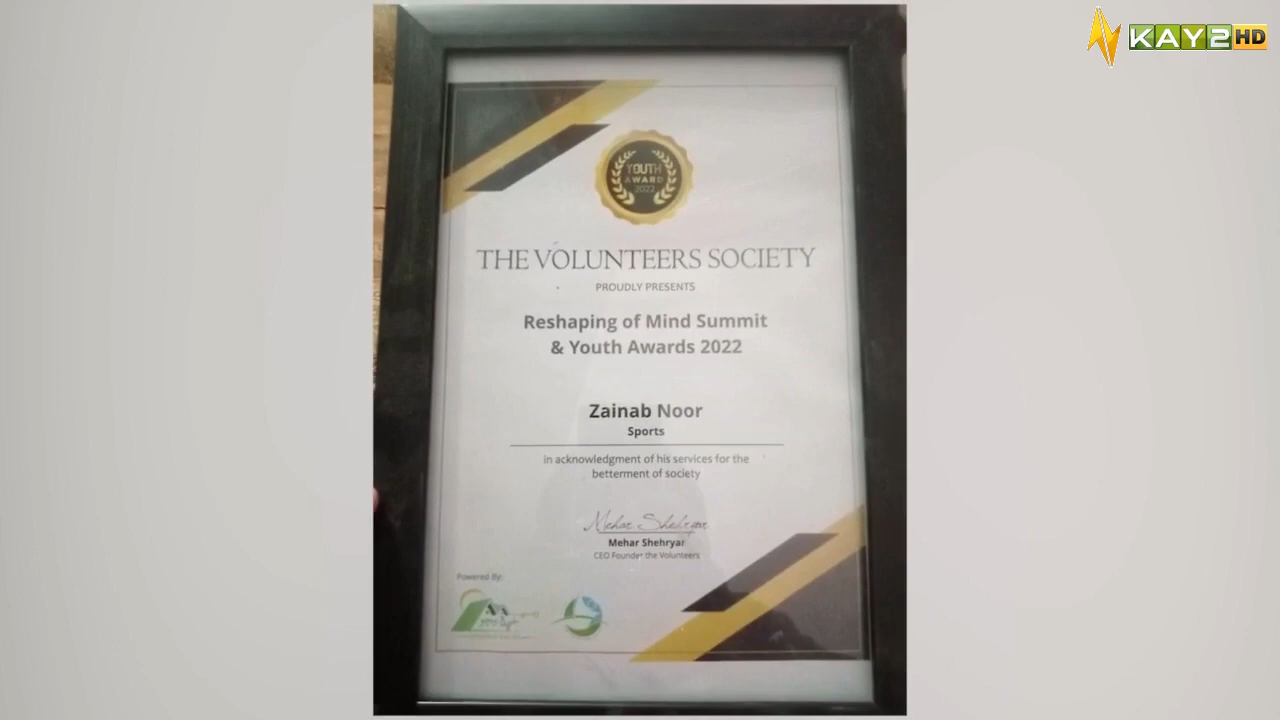 KAY2 HD
YOUTH
AWARD
2022
THE VOLUNTEERS SOCIETY
PROUDLY PRESENTS
Reshaping of Mind Summit
& Youth Awards 2022
Zainab Noor
Sports
in acknowledgment of his services for the
betterment of society
Mehar Shehryar
Mehar Shehryar
CEO Founder the Volunteers
Powered By: